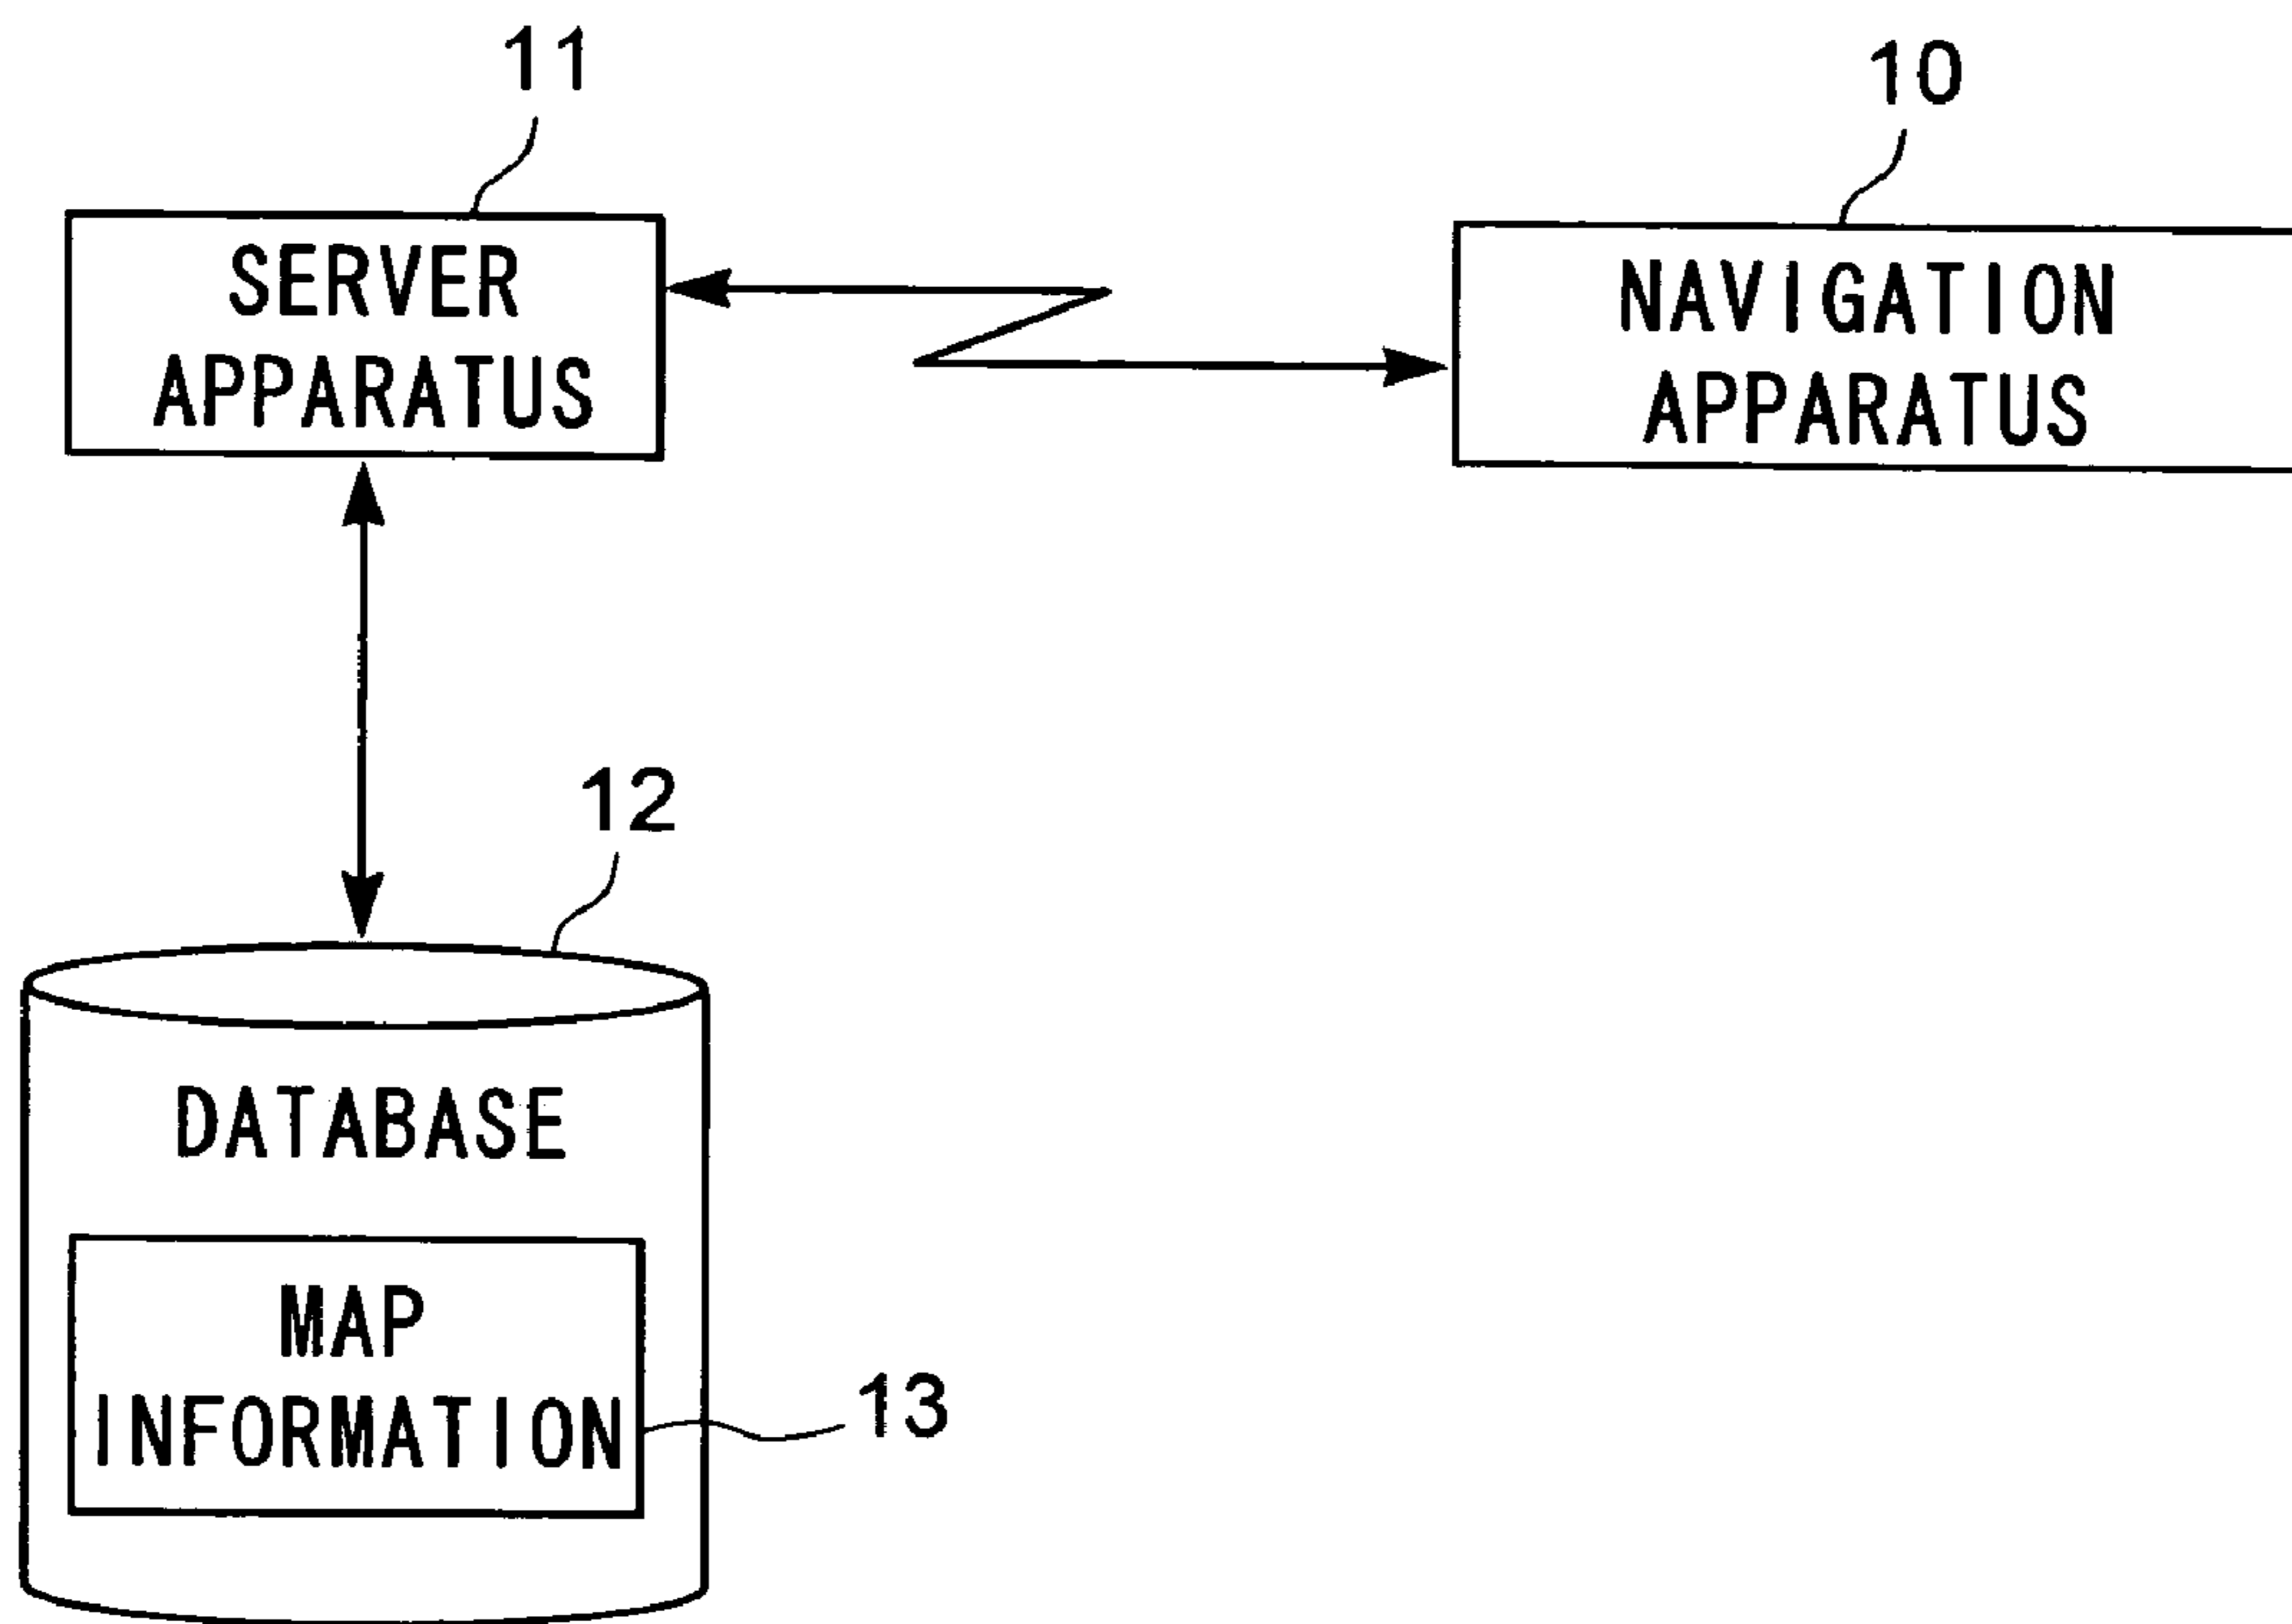 11
10
SERVER
APPARATUS
NAVIGATION
APPARATUS
12
DATABASE
MAP
INFORMATION
13